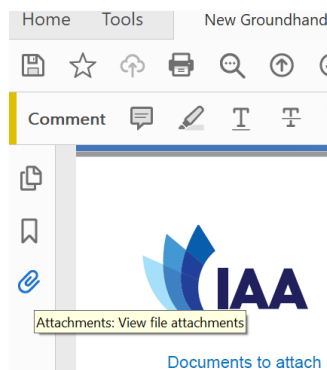 Home Tools New Groundhand
Comment T T
IAA
Attachments: View file attachments
Documents to attach